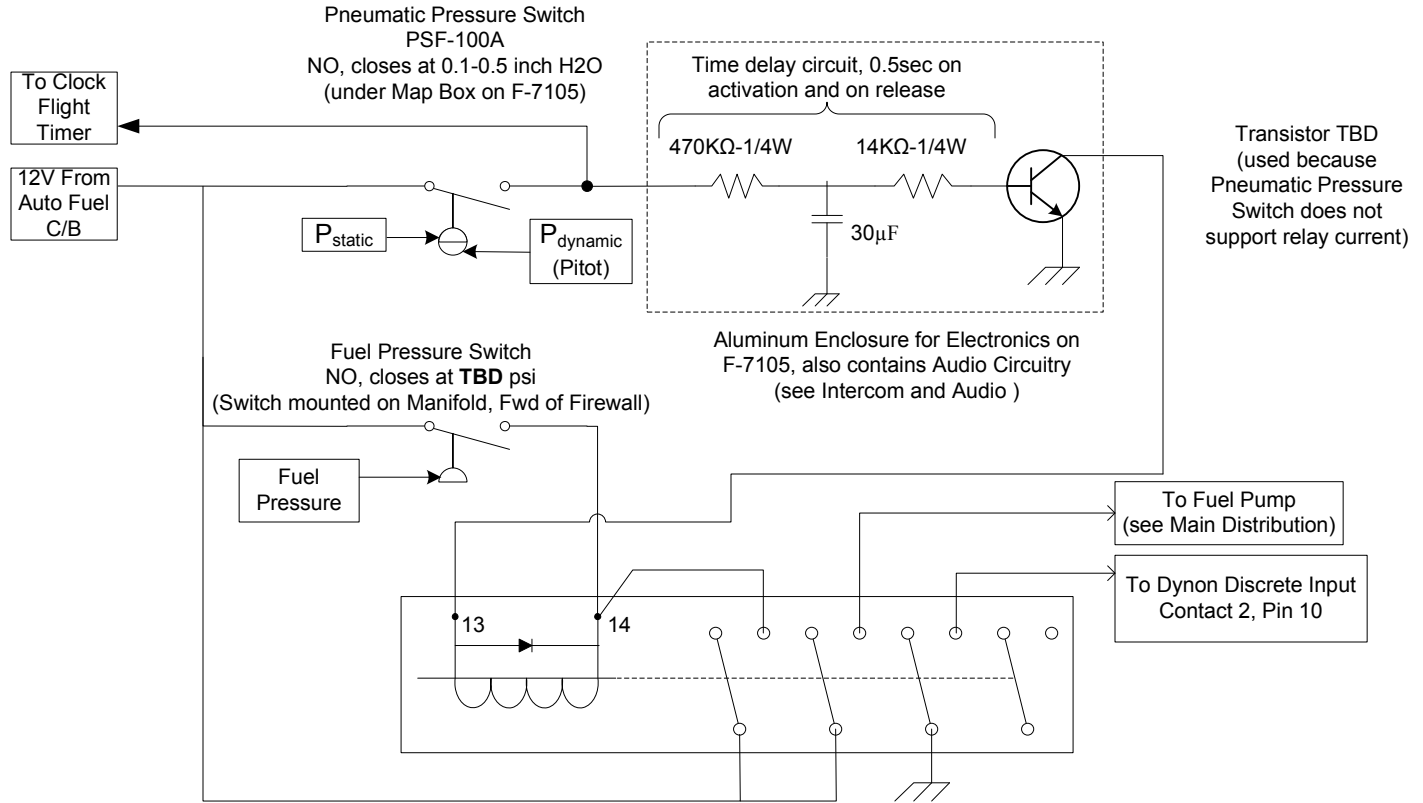 Pneumatic Pressure Switch
PSF-100A
NO, closes at 0.1-0.5 inch H2O
(under Map Box on F-7105)
To Clock
Flight
Timer
12V From
Auto Fuel
C/B
Time delay circuit, 0.5sec on
activation and on release
470KΩ-1/4W
14KΩ-1/4W
30μF
Transistor TBD
(used because
Pneumatic Pressure
Switch does not
support relay current)
Pstatic
Pdynamic
(Pitot)
Aluminum Enclosure for Electronics on
F-7105, also contains Audio Circuitry
(see Intercom and Audio )
Fuel Pressure Switch
NO, closes at TBD psi
(Switch mounted on Manifold, Fwd of Firewall)
Fuel
Pressure
To Fuel Pump
(see Main Distribution)
To Dynon Discrete Input
Contact 2, Pin 10
13
14